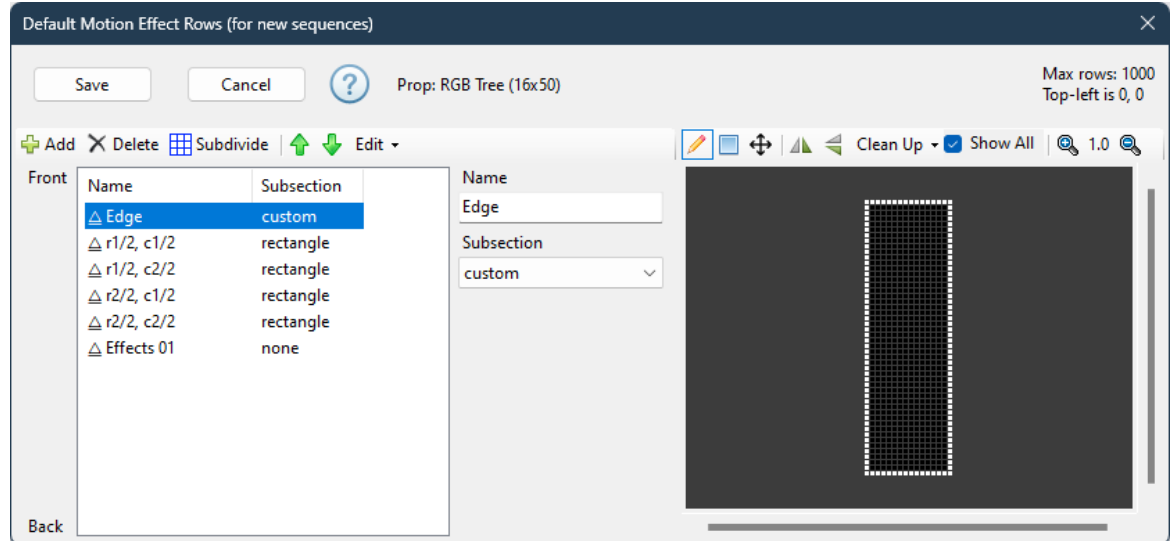 Default Motion Effect Rows (for new sequences)
Save Cancel ? Prop: RGB Tree (16x50)
Max rows: 1000
Top-left is 0, 0
Add Delete Subdivide Edit
Clean Up Show All 1.0
Front
Name Subsection
Edge custom
r1/2, c1/2 rectangle
r1/2, c2/2 rectangle
r2/2, c1/2 rectangle
r2/2, c2/2 rectangle
Effects 01 none
Back
Name
Edge
Subsection
custom